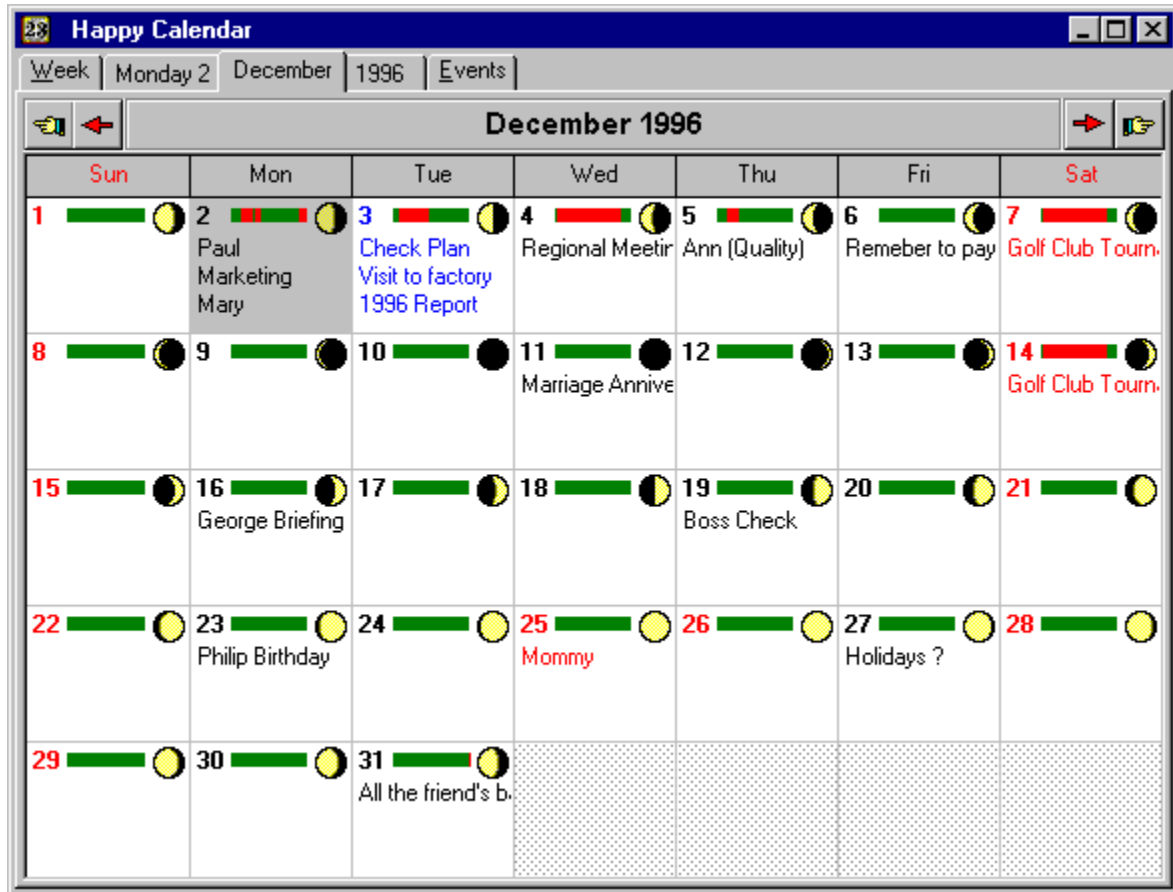 Happy Calendar
Week Monday 2 December 1996 Events
December 1996
Sun Mon Tue Wed Thu Fri Sat
1 2 3 4 5 6 7
Paul Check Plan Regional Meetin Ann (Quality) Remeber to pay Golf Club Tourn
Marketing Visit to factory
Mary 1996 Report
8 9 10 11 12 13 14
Marriage Annive Golf Club Tourn
15 16 17 18 19 20 21
George Briefing Boss Check
22 23 24 25 26 27 28
Philip Birthday Mommy Holidays ?
29 30 31
All the friend's b